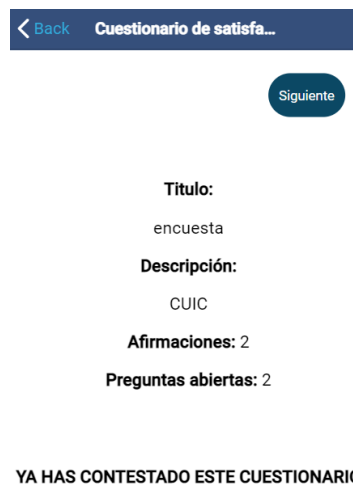 Back Cuestionario de satisfa...
Siguiente
Titulo:
encuesta
Descripción:
CUIC
Afirmaciones: 2
Preguntas abiertas: 2
YA HAS CONTESTADO ESTE CUESTIONARIO